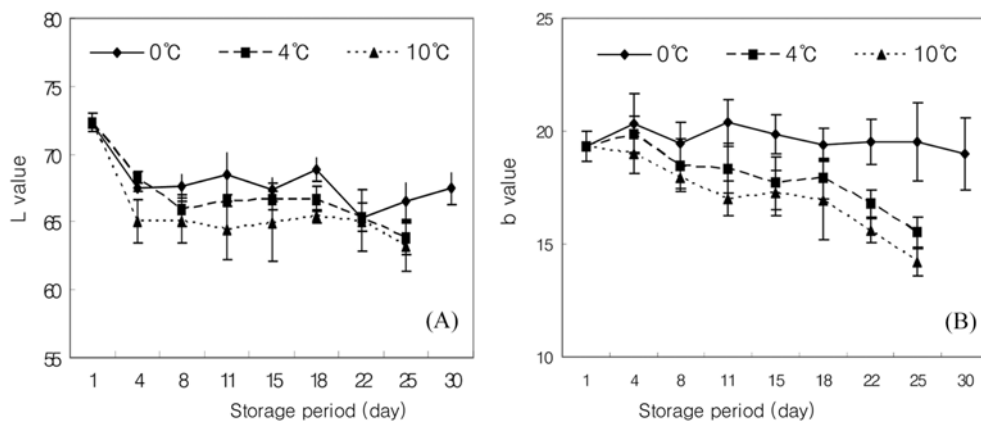 80
75
70
65
60
55
L value
0℃ 4℃ 10℃
(A)
1 4 8 11 15 18 22 25 30
Storage period (day)
25
20
15
10
b value
0℃ 4℃ 10℃
(B)
1 4 8 11 15 18 22 25 30
Storage period (day)